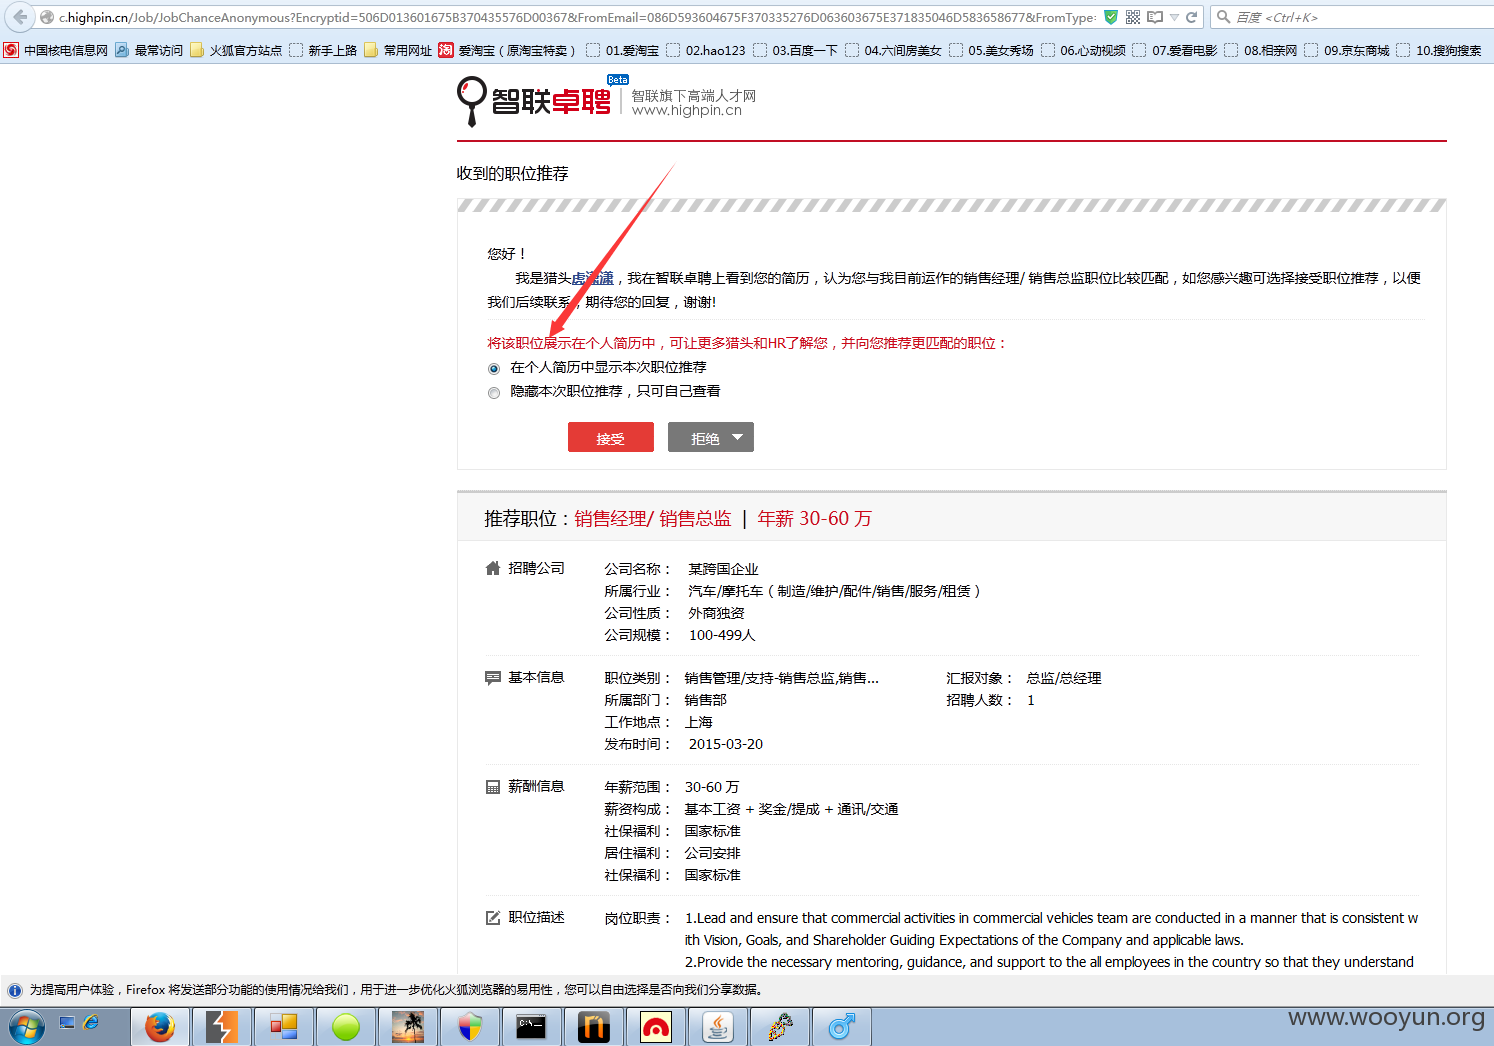 c.highpin.cn/Job/JobChanceAnonymous?Encryptid=506D013601675B370435576D00367&FromEmail=086D593604675F370335276D063603675E371835046D583658677&FromType=
百度 <Ctrl+K>
中国核电信息网 最常访问 火狐官方站点 新手上路 常用网址 淘 爱淘宝（原淘宝特卖） 01.爱淘宝 02.hao123 03.百度一下 04.六间房美女 05.美女秀场 06.心动视频 07.爱看电影 08.相亲网 09.京东商城 10.搜狗搜索
智联卓聘 Beta 智联旗下高端人才网
www.highpin.cn
收到的职位推荐
您好！
我是猎头虎潇潇，我在智联卓聘上看到您的简历，认为您与我目前运作的销售经理/ 销售总监职位比较匹配，如您感兴趣可选择接受职位推荐，以便
我们后续联系，期待您的回复，谢谢!
将该职位展示在个人简历中，可让更多猎头和HR了解您，并向您推荐更匹配的职位：
在个人简历中显示本次职位推荐
隐藏本次职位推荐，只可自己查看
接受 拒绝
推荐职位：销售经理/ 销售总监 | 年薪 30-60 万
招聘公司 公司名称： 某跨国企业
所属行业： 汽车/摩托车（制造/维护/配件/销售/服务/租赁）
公司性质： 外商独资
公司规模： 100-499人
基本信息 职位类别： 销售管理/支持-销售总监,销售... 汇报对象： 总监/总经理
所属部门： 销售部 招聘人数： 1
工作地点： 上海
发布时间： 2015-03-20
薪酬信息 年薪范围： 30-60 万
薪资构成： 基本工资 + 奖金/提成 + 通讯/交通
社保福利： 国家标准
居住福利： 公司安排
社保福利： 国家标准
职位描述 岗位职责： 1.Lead and ensure that commercial activities in commercial vehicles team are conducted in a manner that is consistent w
ith Vision, Goals, and Shareholder Guiding Expectations of the Company and applicable laws.
2.Provide the necessary mentoring, guidance, and support to the all employees in the country so that they understand
为提高用户体验，Firefox 将发送部分功能的使用情况给我们，用于进一步优化火狐浏览器的易用性，您可以自由选择是否向我们分享数据。
C:\_
www.wooyun.org